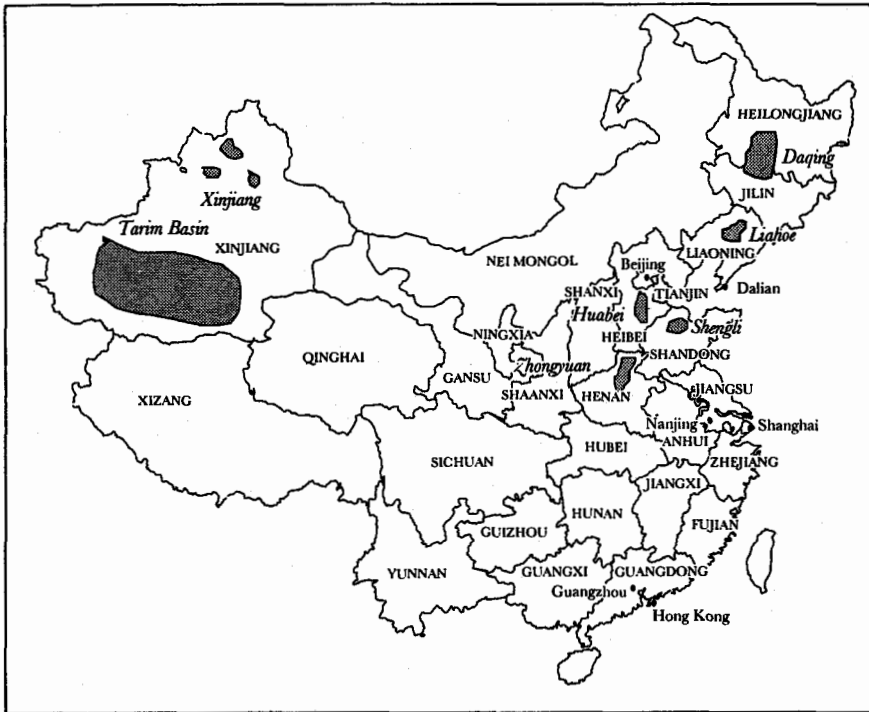 HEILONGJIANG
Daqing
JILIN
Xinjiang
Tarim Basin
XINJIANG
Liahoe
LIAONING
NEI MONGOL
Beijing
SHANXI
TIANJIN
Dalian
Huabei
Shengli
NINGXIA
HEIBEI
QINGHAI
Zhongyuan
SHANDONG
GANSU
HENAN
JIANGSU
XIZANG
SHAANXI
Nanjing
Shanghai
ANHUI
HUBEI
SICHUAN
ZHEJIANG
JIANGXI
HUNAN
GUIZHOU
FUJIAN
YUNNAN
GUANGXI
GUANGDONG
Guangzhou
Hong Kong